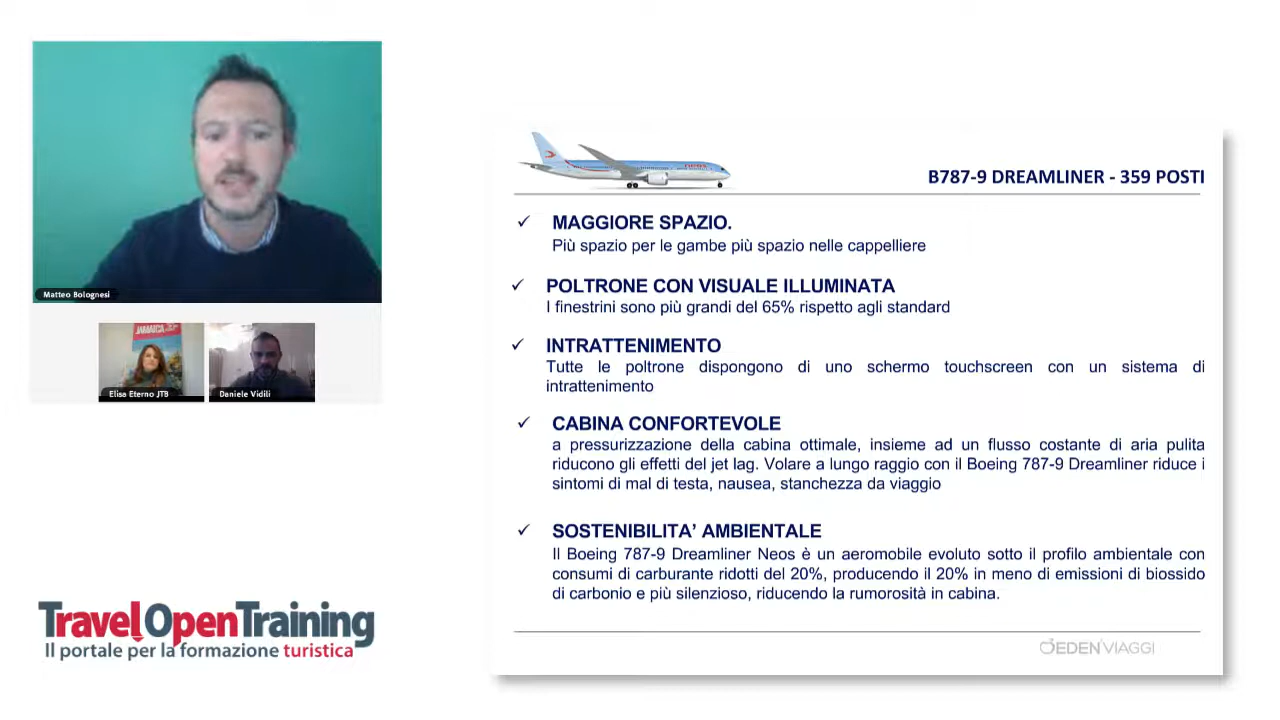 Matteo Bolognesi
JAMAICA
Elisa Eterno JTB
Daniele Vidili
TravelOpenTraining
Il portale per la formazione turistica
neos
B787-9 DREAMLINER - 359 POSTI
✓ MAGGIORE SPAZIO.
Più spazio per le gambe più spazio nelle cappelliere
✓ POLTRONE CON VISUALE ILLUMINATA
I finestrini sono più grandi del 65% rispetto agli standard
✓ INTRATTENIMENTO
Tutte le poltrone dispongono di uno schermo touchscreen con un sistema di
intrattenimento
✓ CABINA CONFORTEVOLE
a pressurizzazione della cabina ottimale, insieme ad un flusso costante di aria pulita
riducono gli effetti del jet lag. Volare a lungo raggio con il Boeing 787-9 Dreamliner riduce i
sintomi di mal di testa, nausea, stanchezza da viaggio
✓ SOSTENIBILITA’ AMBIENTALE
Il Boeing 787-9 Dreamliner Neos è un aeromobile evoluto sotto il profilo ambientale con
consumi di carburante ridotti del 20%, producendo il 20% in meno di emissioni di biossido
di carbonio e più silenzioso, riducendo la rumorosità in cabina.
EDEN VIAGGI